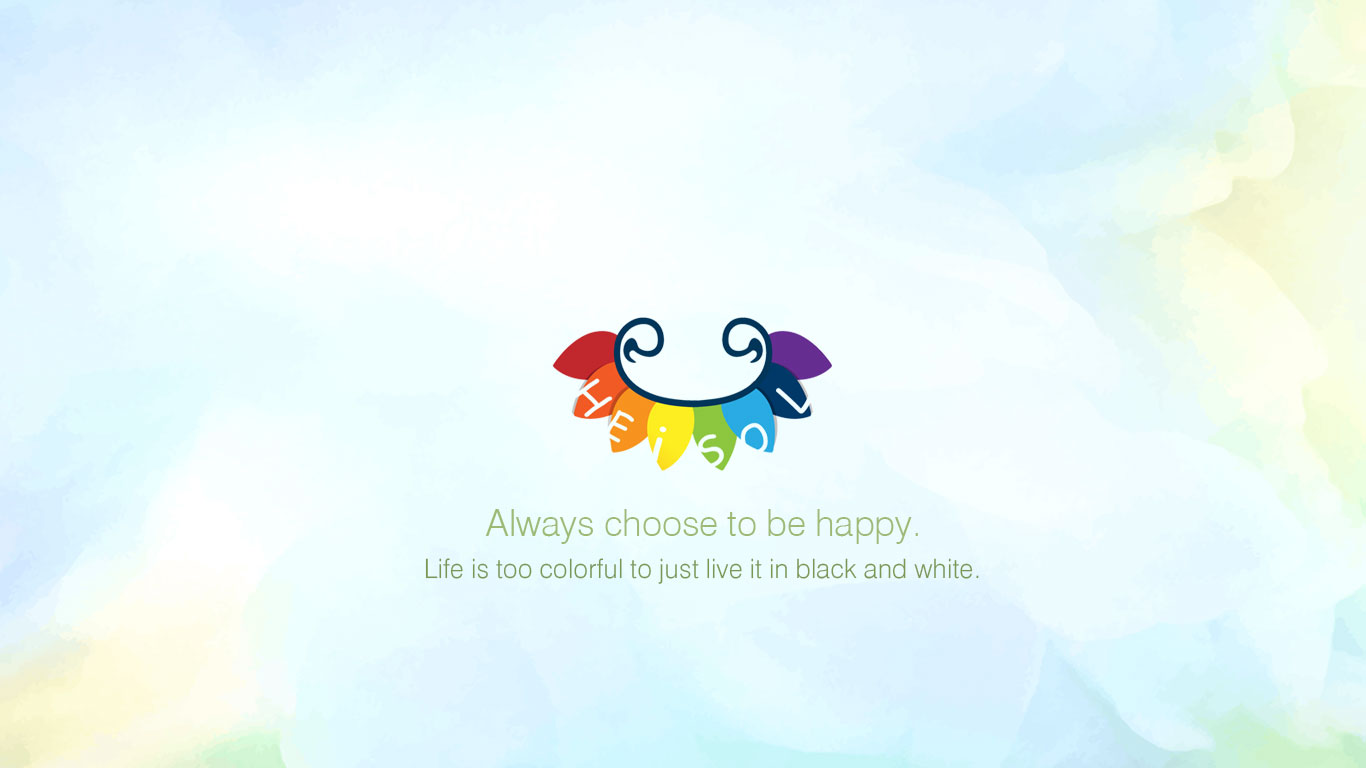 HEiSOL
Always choose to be happy.
Life is too colorful to just live it in black and white.